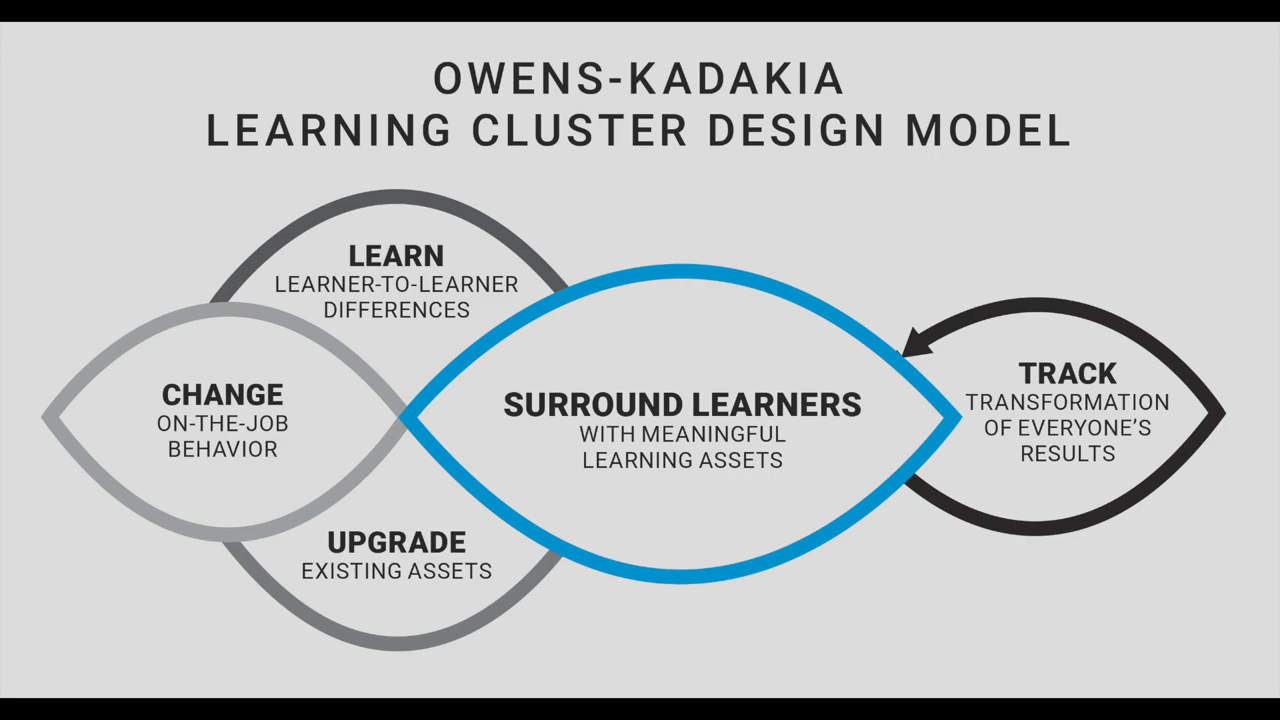 OWENS-KADAKIA
LEARNING CLUSTER DESIGN MODEL
LEARN
LEARNER-TO-LEARNER
DIFFERENCES
CHANGE
ON-THE-JOB
BEHAVIOR
SURROUND LEARNERS
WITH MEANINGFUL
LEARNING ASSETS
TRACK
TRANSFORMATION
OF EVERYONE'S
RESULTS
UPGRADE
EXISTING ASSETS